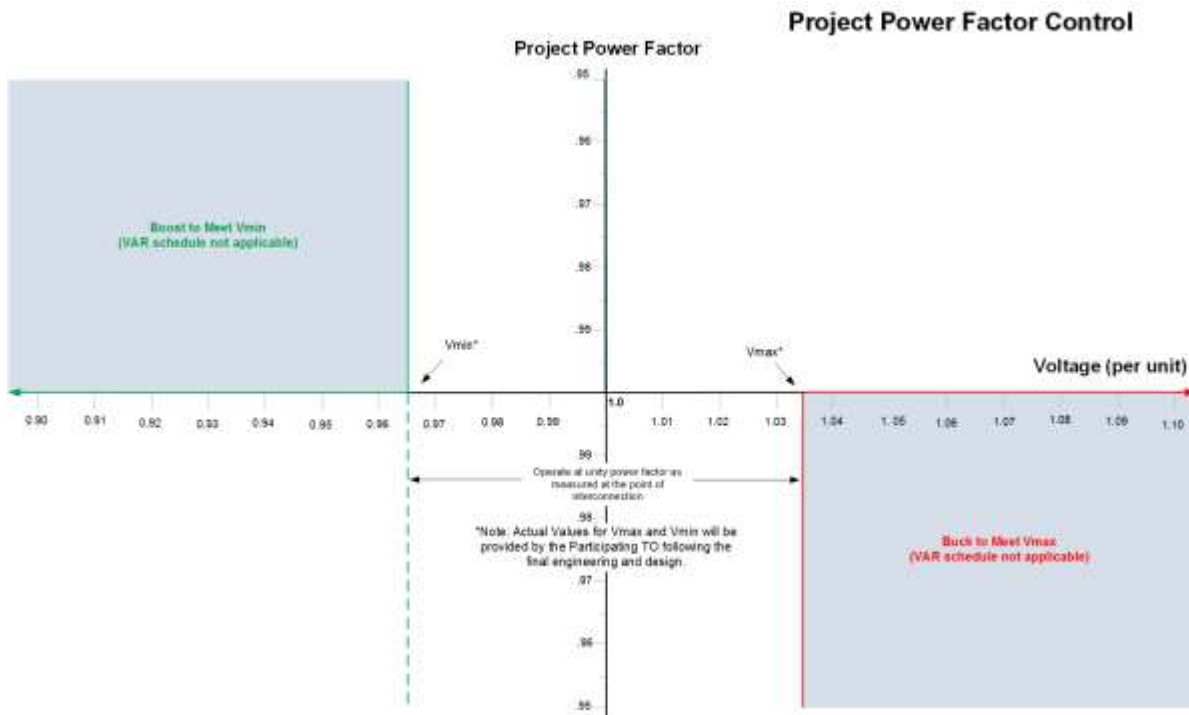 Project Power Factor Control
Project Power Factor
.95
.96
.97
.98
.99
Boost to Meet Vmin
(VAR schedule not applicable)
Vmin*
Vmax*
Voltage (per unit)
0.90 0.91 0.92 0.93 0.94 0.95 0.96 0.97 0.98 0.99 1.0 1.01 1.02 1.03 1.04 1.05 1.06 1.07 1.08 1.09 1.10
.99
Operate at unity power factor as
measured at the point of
interconnection
.98
*Note: Actual Values for Vmax and Vmin will be
provided by the Participating TO following the
final engineering and design.
Buck to Meet Vmax
(VAR schedule not applicable)
.97
.96
.95